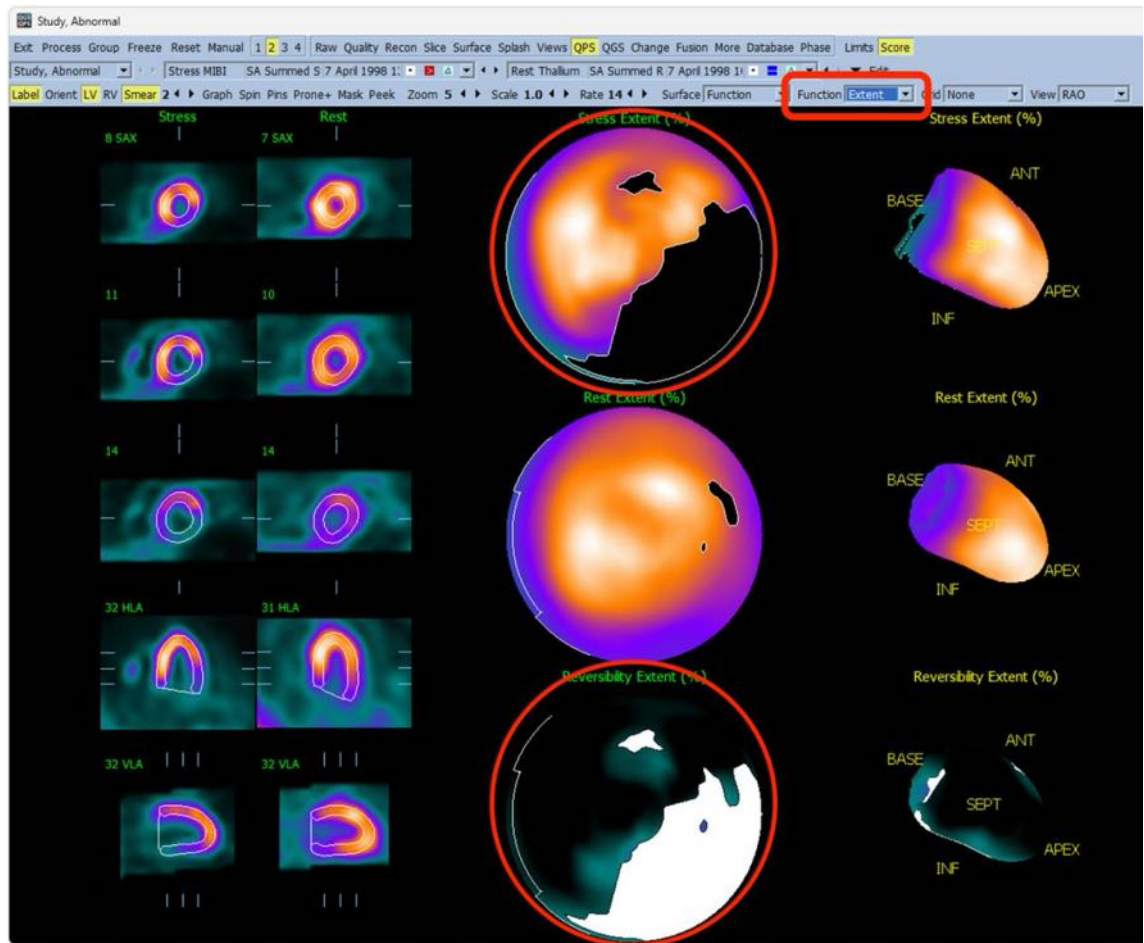 Study, Abnormal
Exit Process Group Freeze Reset Manual 1 2 3 4 Raw Quality Recon Slice Surface Splash Views QPS QGS Change Fusion More Database Phase Limits Score
Study, Abnormal Stress MIBI SA Summed S 7 April 1998 1 Rest Thallium SA Summed R 7 April 1998 1 Edit
Label Orient LV RV Smear 2 Graph Spin Pins Prone+ Mask Peek Zoom 5 Scale 1.0 Rate 14 Surface Function Function Extent Grid None View RAO
Stress Rest Stress Extent (%) Stress Extent (%)
8 SAX 7 SAX
ANT
BASE
SEPT
APEX
11 10
INF
Rest Extent (%) Rest Extent (%)
14 14
ANT
BASE
SEPT
APEX
INF
32 HLA 31 HLA
Reversibility Extent (%) Reversibility Extent (%)
ANT
32 VLA 32 VLA
BASE
SEPT
APEX
INF